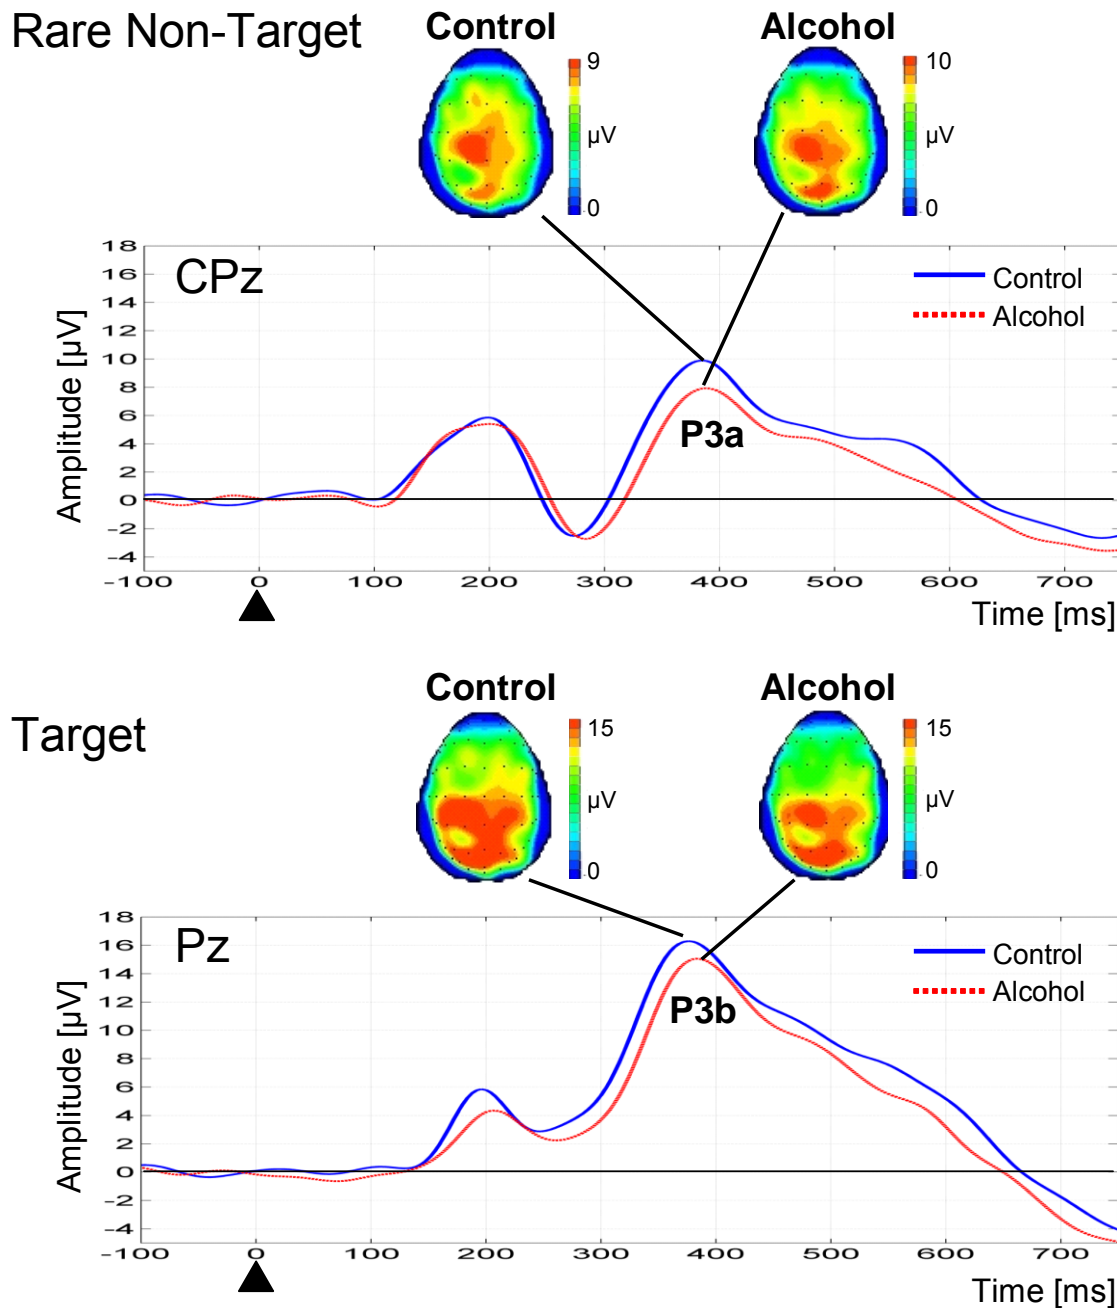 Rare Non-Target
Control
Alcohol
9
µV
0
10
µV
0
CPz
Control
Alcohol
P3a
Amplitude [µV]
18
16
14
12
10
8
6
4
2
0
-2
-4
-100 0 100 200 300 400 500 600 700
Time [ms]
Target
Control
Alcohol
15
µV
0
15
µV
0
Pz
Control
Alcohol
P3b
Amplitude [µV]
18
16
14
12
10
8
6
4
2
0
-2
-4
-100 0 100 200 300 400 500 600 700
Time [ms]